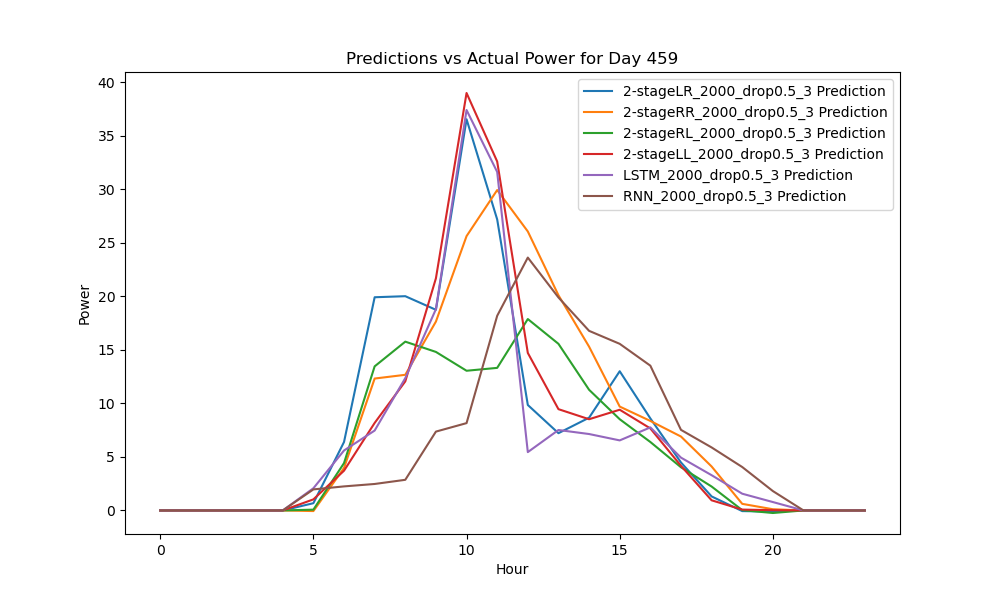 Predictions vs Actual Power for Day 459
40
35
30
25
20
15
10
5
0
Power
2-stageLR_2000_drop0.5_3 Prediction
2-stageRR_2000_drop0.5_3 Prediction
2-stageRL_2000_drop0.5_3 Prediction
2-stageLL_2000_drop0.5_3 Prediction
LSTM_2000_drop0.5_3 Prediction
RNN_2000_drop0.5_3 Prediction
0 5 10 15 20
Hour